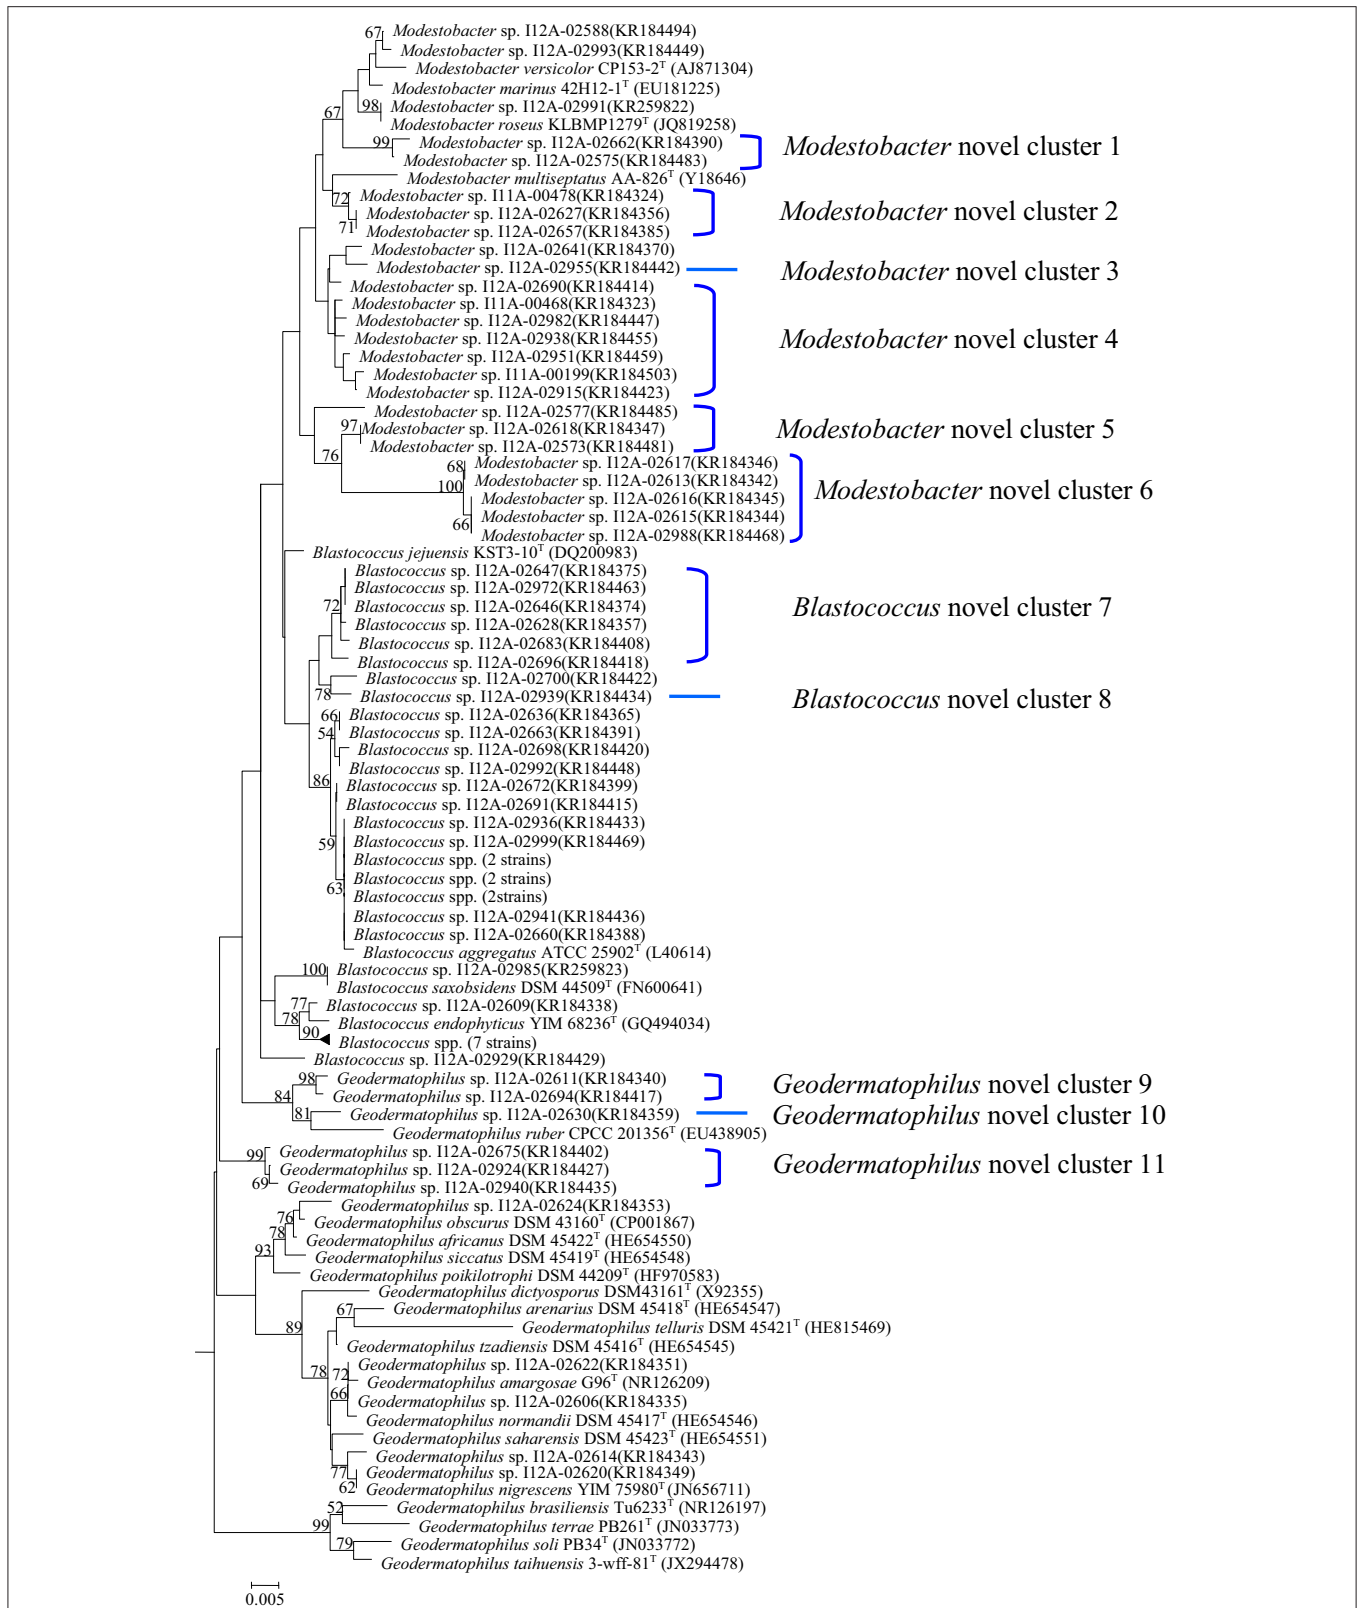 67 Modestobacter sp. I12A-02588(KR184494)
Modestobacter sp. I12A-02993(KR184449)
Modestobacter versicolor CP153-2T (AJ871304)
Modestobacter marinus 42H12-1T (EU181225)
67 98 Modestobacter sp. I12A-02991(KR259822)
Modestobacter roseus KLBMP1279T (JQ819258)
99 Modestobacter sp. I12A-02662(KR184390)
Modestobacter novel cluster 1
Modestobacter sp. I12A-02575(KR184483)
Modestobacter multiseptatus AA-826T (Y18646)
72 Modestobacter sp. I11A-00478(KR184324)
Modestobacter sp. I12A-02627(KR184356)
Modestobacter novel cluster 2
71 Modestobacter sp. I12A-02657(KR184385)
Modestobacter sp. I12A-02641(KR184370)
Modestobacter sp. I12A-02955(KR184442)
Modestobacter novel cluster 3
Modestobacter sp. I12A-02690(KR184414)
Modestobacter sp. I11A-00468(KR184323)
Modestobacter sp. I12A-02982(KR184447)
Modestobacter sp. I12A-02938(KR184455)
Modestobacter novel cluster 4
Modestobacter sp. I12A-02951(KR184459)
Modestobacter sp. I11A-00199(KR184503)
Modestobacter sp. I12A-02915(KR184423)
Modestobacter sp. I12A-02577(KR184485)
97 Modestobacter sp. I12A-02618(KR184347)
Modestobacter novel cluster 5
Modestobacter sp. I12A-02573(KR184481)
76
68 Modestobacter sp. I12A-02617(KR184346)
Modestobacter sp. I12A-02613(KR184342)
100
Modestobacter novel cluster 6
Modestobacter sp. I12A-02616(KR184345)
Modestobacter sp. I12A-02615(KR184344)
66
Modestobacter sp. I12A-02988(KR184468)
Blastococcus jejuensis KST3-10T (DQ200983)
Blastococcus sp. I12A-02647(KR184375)
Blastococcus sp. I12A-02972(KR184463)
72 Blastococcus sp. I12A-02646(KR184374)
Blastococcus novel cluster 7
Blastococcus sp. I12A-02628(KR184357)
Blastococcus sp. I12A-02683(KR184408)
Blastococcus sp. I12A-02696(KR184418)
Blastococcus sp. I12A-02700(KR184422)
78 Blastococcus sp. I12A-02939(KR184434)
Blastococcus novel cluster 8
66 Blastococcus sp. I12A-02636(KR184365)
54 Blastococcus sp. I12A-02663(KR184391)
Blastococcus sp. I12A-02698(KR184420)
Blastococcus sp. I12A-02992(KR184448)
86 Blastococcus sp. I12A-02672(KR184399)
Blastococcus sp. I12A-02691(KR184415)
Blastococcus sp. I12A-02936(KR184433)
59 Blastococcus sp. I12A-02999(KR184469)
Blastococcus spp. (2 strains)
Blastococcus spp. (2 strains)
63
Blastococcus spp. (2strains)
Blastococcus sp. I12A-02941(KR184436)
Blastococcus sp. I12A-02660(KR184388)
Blastococcus aggregatus ATCC 25902T (L40614)
100 Blastococcus sp. I12A-02985(KR259823)
Blastococcus saxobsidens DSM 44509T (FN600641)
77 Blastococcus sp. I12A-02609(KR184338)
78 Blastococcus endophyticus YIM 68236T (GQ494034)
90 Blastococcus spp. (7 strains)
Blastococcus sp. I12A-02929(KR184429)
98 Geodermatophilus sp. I12A-02611(KR184340)
Geodermatophilus novel cluster 9
84 Geodermatophilus sp. I12A-02694(KR184417)
81 Geodermatophilus sp. I12A-02630(KR184359)
Geodermatophilus novel cluster 10
Geodermatophilus ruber CPCC 201356T (EU438905)
99 Geodermatophilus sp. I12A-02675(KR184402)
Geodermatophilus sp. I12A-02924(KR184427)
Geodermatophilus novel cluster 11
69 Geodermatophilus sp. I12A-02940(KR184435)
Geodermatophilus sp. I12A-02624(KR184353)
76 Geodermatophilus obscurus DSM 43160T (CP001867)
78 Geodermatophilus africanus DSM 45422T (HE654550)
93 Geodermatophilus siccatus DSM 45419T (HE654548)
Geodermatophilus poikilotrophi DSM 44209T (HF970583)
Geodermatophilus dictyosporus DSM43161T (X92355)
67 Geodermatophilus arenarius DSM 45418T (HE654547)
89 Geodermatophilus telluris DSM 45421T (HE815469)
Geodermatophilus tzadiensis DSM 45416T (HE654545)
78 72 Geodermatophilus sp. I12A-02622(KR184351)
Geodermatophilus amargosae G96T (NR126209)
66 Geodermatophilus sp. I12A-02606(KR184335)
Geodermatophilus normandii DSM 45417T (HE654546)
Geodermatophilus saharensis DSM 45423T (HE654551)
Geodermatophilus sp. I12A-02614(KR184343)
77 Geodermatophilus sp. I12A-02620(KR184349)
62 Geodermatophilus nigrescens YIM 75980T (JN656711)
52 Geodermatophilus brasiliensis Tu6233T (NR126197)
99 Geodermatophilus terrae PB261T (JN033773)
79 Geodermatophilus soli PB34T (JN033772)
Geodermatophilus taihuensis 3-wff-81T (JX294478)
0.005